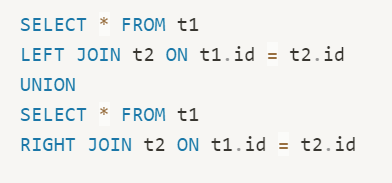 SELECT * FROM t1
LEFT JOIN t2 ON t1.id = t2.id
UNION
SELECT * FROM t1
RIGHT JOIN t2 ON t1.id = t2.id